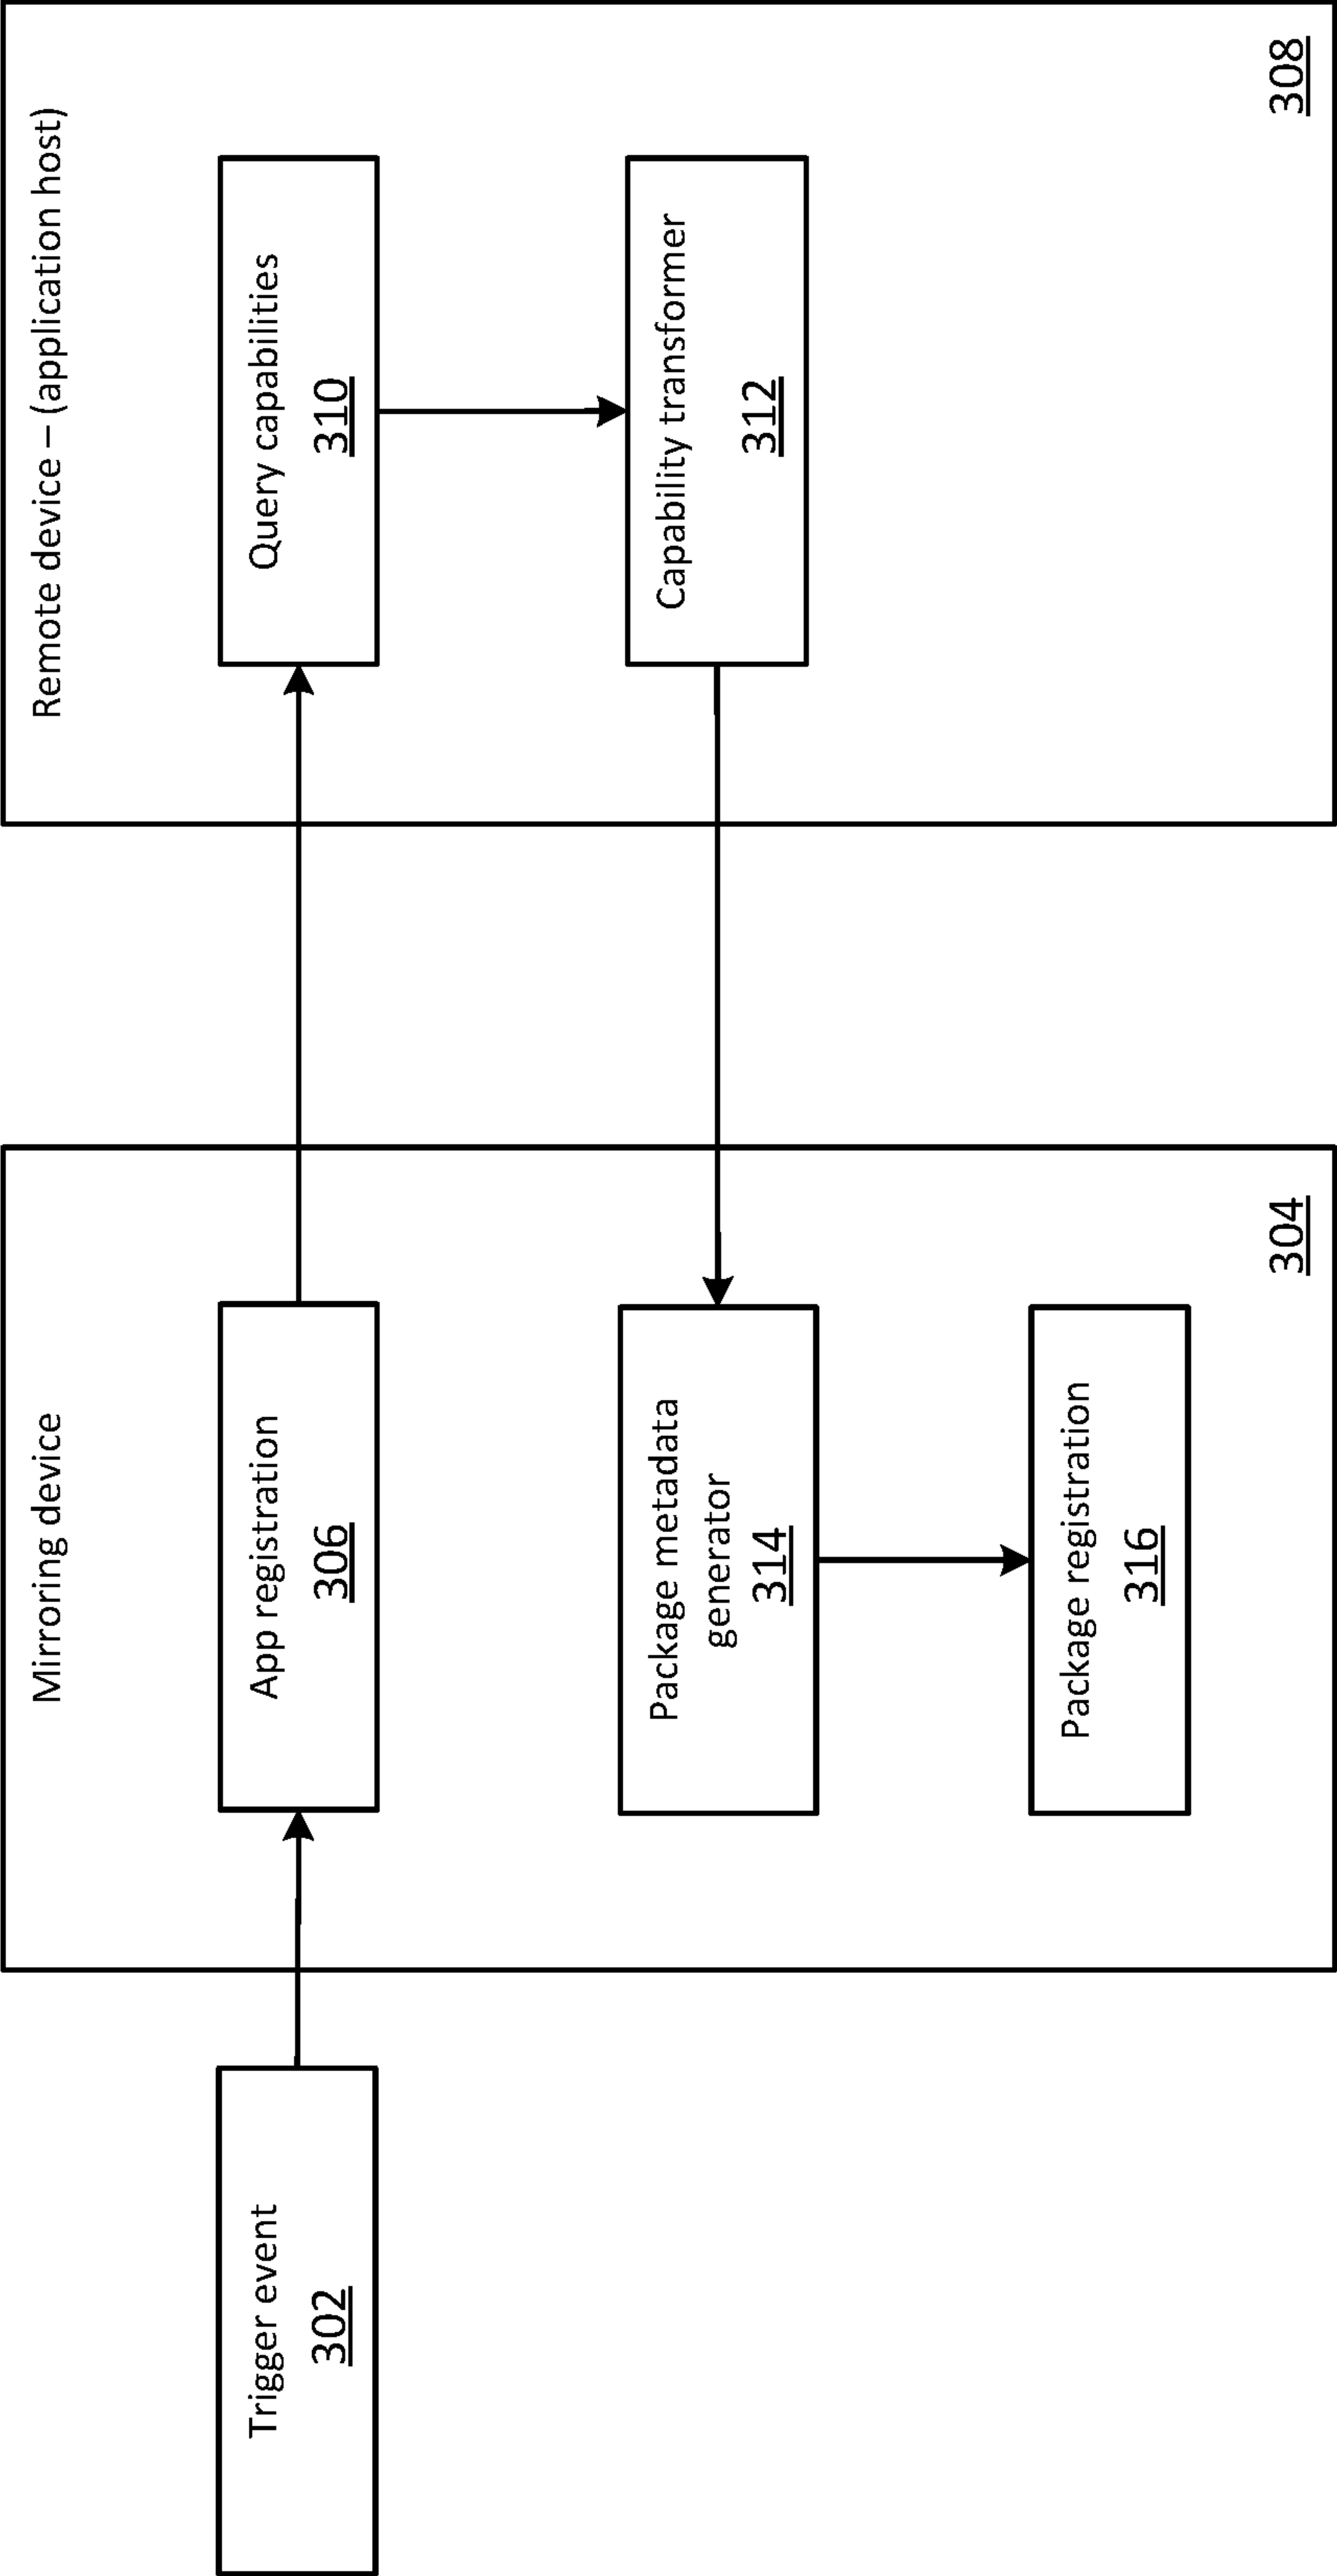 Trigger event
302
Mirroring device
App registration
306
Package metadata
generator
314
Package registration
316
304
Remote device – (application host)
Query capabilities
310
Capability transformer
312
308